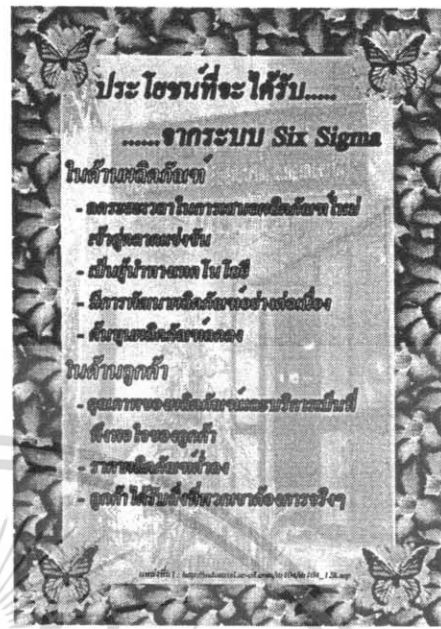 ประโยชน์ที่จะได้รับ.....
......จากระบบ Six Sigma
ในด้านผลิตภัณฑ์
- ลดระยะเวลาในการเสนอผลิตภัณฑ์ใหม่
เข้าสู่ตลาดแข่งขัน
- เป็นผู้นำทางเทคโนโลยี
- มีการพัฒนาผลิตภัณฑ์อย่างต่อเนื่อง
- ต้นทุนผลิตภัณฑ์ลดลง
ในด้านลูกค้า
- คุณภาพของผลิตภัณฑ์และบริการเป็นที่
พึงพอใจของลูกค้า
- ราคาผลิตภัณฑ์ต่ำลง
- ลูกค้าได้รับสิ่งที่พวกเขาต้องการจริงๆ